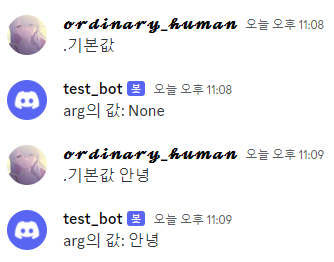 ordinary_human 오늘 오후 11:08
.기본값
test_bot 봇 오늘 오후 11:08
arg의 값: None
ordinary_human 오늘 오후 11:09
.기본값 안녕
test_bot 봇 오늘 오후 11:09
arg의 값: 안녕